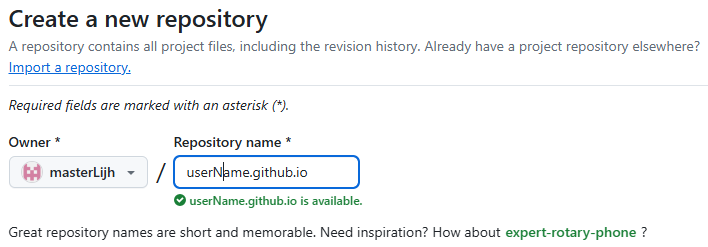 Create a new repository
A repository contains all project files, including the revision history. Already have a project repository elsewhere?
Import a repository.
Required fields are marked with an asterisk (*).
Owner * Repository name *
masterLijh / userName.github.io
userName.github.io is available.
Great repository names are short and memorable. Need inspiration? How about expert-rotary-phone ?